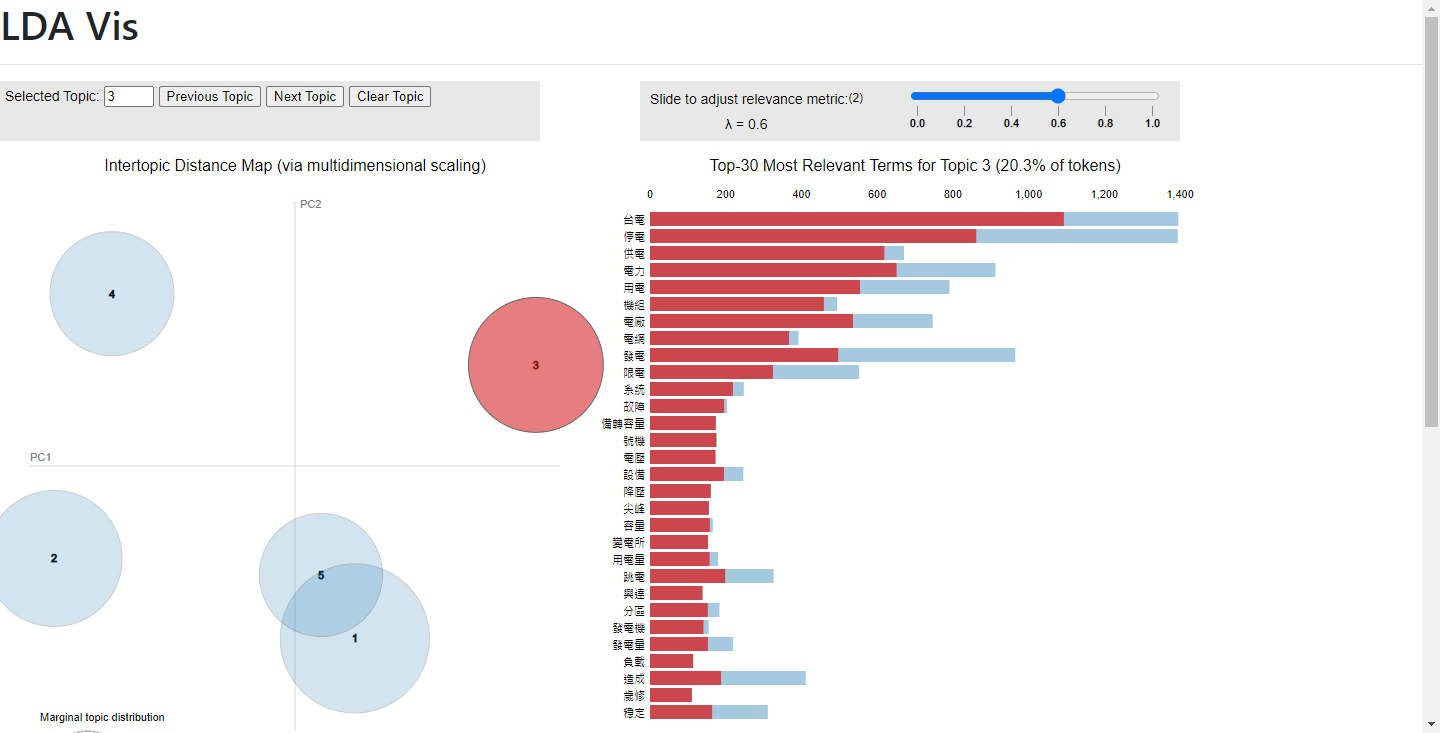 LDA Vis
Selected Topic: 3 Previous Topic Next Topic Clear Topic
Slide to adjust relevance metric:(2)
λ = 0.6
0.0 0.2 0.4 0.6 0.8 1.0
Intertopic Distance Map (via multidimensional scaling)
PC2
PC1
4
3
2
5
1
Marginal topic distribution
Top-30 Most Relevant Terms for Topic 3 (20.3% of tokens)
0 200 400 600 800 1,000 1,200 1,400
台電
停電
供電
電力
用電
機組
電廠
電網
發電
限電
系統
故障
備轉容量
號機
電壓
設備
降壓
尖峰
容量
變電所
用電量
跳電
興達
分區
發電機
發電量
負載
造成
歲修
穩定